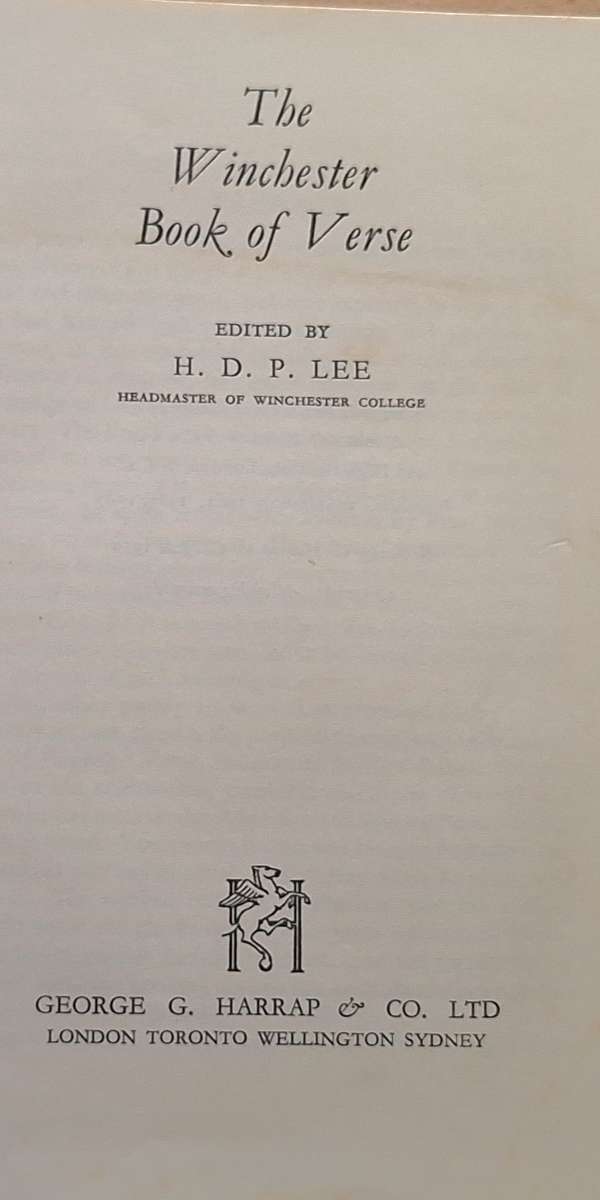 The
Winchester
Book of Verse
EDITED BY
H. D. P. LEE
HEADMASTER OF WINCHESTER COLLEGE
H
GEORGE G. HARRAP & CO. LTD
LONDON TORONTO WELLINGTON SYDNEY